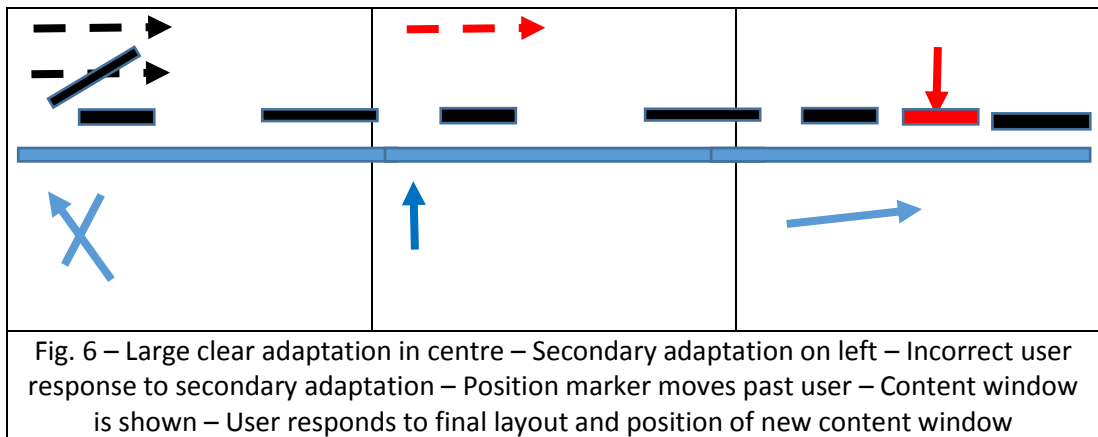 Fig. 6 – Large clear adaptation in centre – Secondary adaptation on left – Incorrect user
response to secondary adaptation – Position marker moves past user – Content window
is shown – User responds to final layout and position of new content window